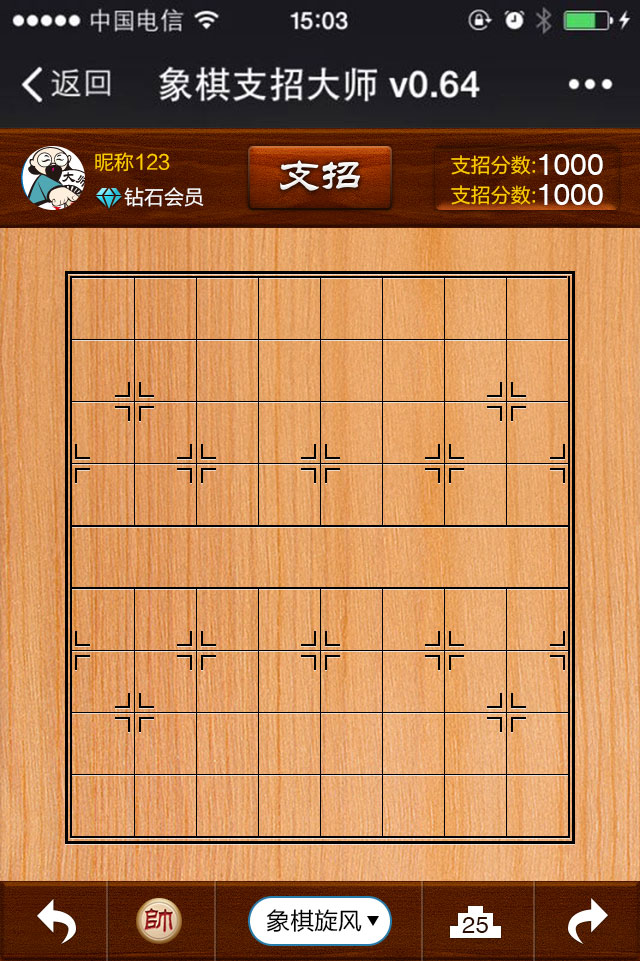 中国电信 15:03
返回 象棋支招大师 v0.64
昵称123
钻石会员
支招
支招分数:1000
支招分数:1000
帥 象棋旋风 25